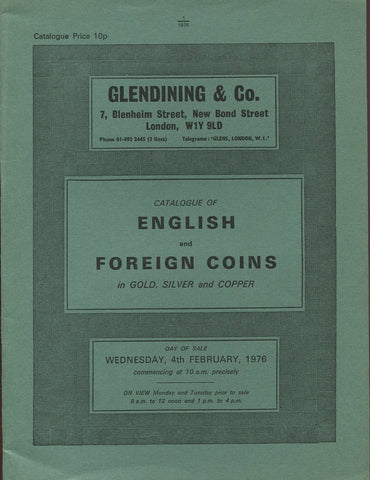 1
1976
Catalogue Price 10p
GLENDINING & Co.
7, Blenheim Street, New Bond Street
London, W1Y 9LD
Phone 01-493 2445 (3 lines) Telegrams: 'GLENS, LONDON, W.1.'
CATALOGUE OF
ENGLISH
and
FOREIGN COINS
in GOLD, SILVER and COPPER
DAY OF SALE
WEDNESDAY, 4th FEBRUARY, 1976
commencing at 10 a.m. precisely
ON VIEW Monday and Tuesday prior to sale
9 a.m. to 12 noon and 1 p.m. to 4 p.m.